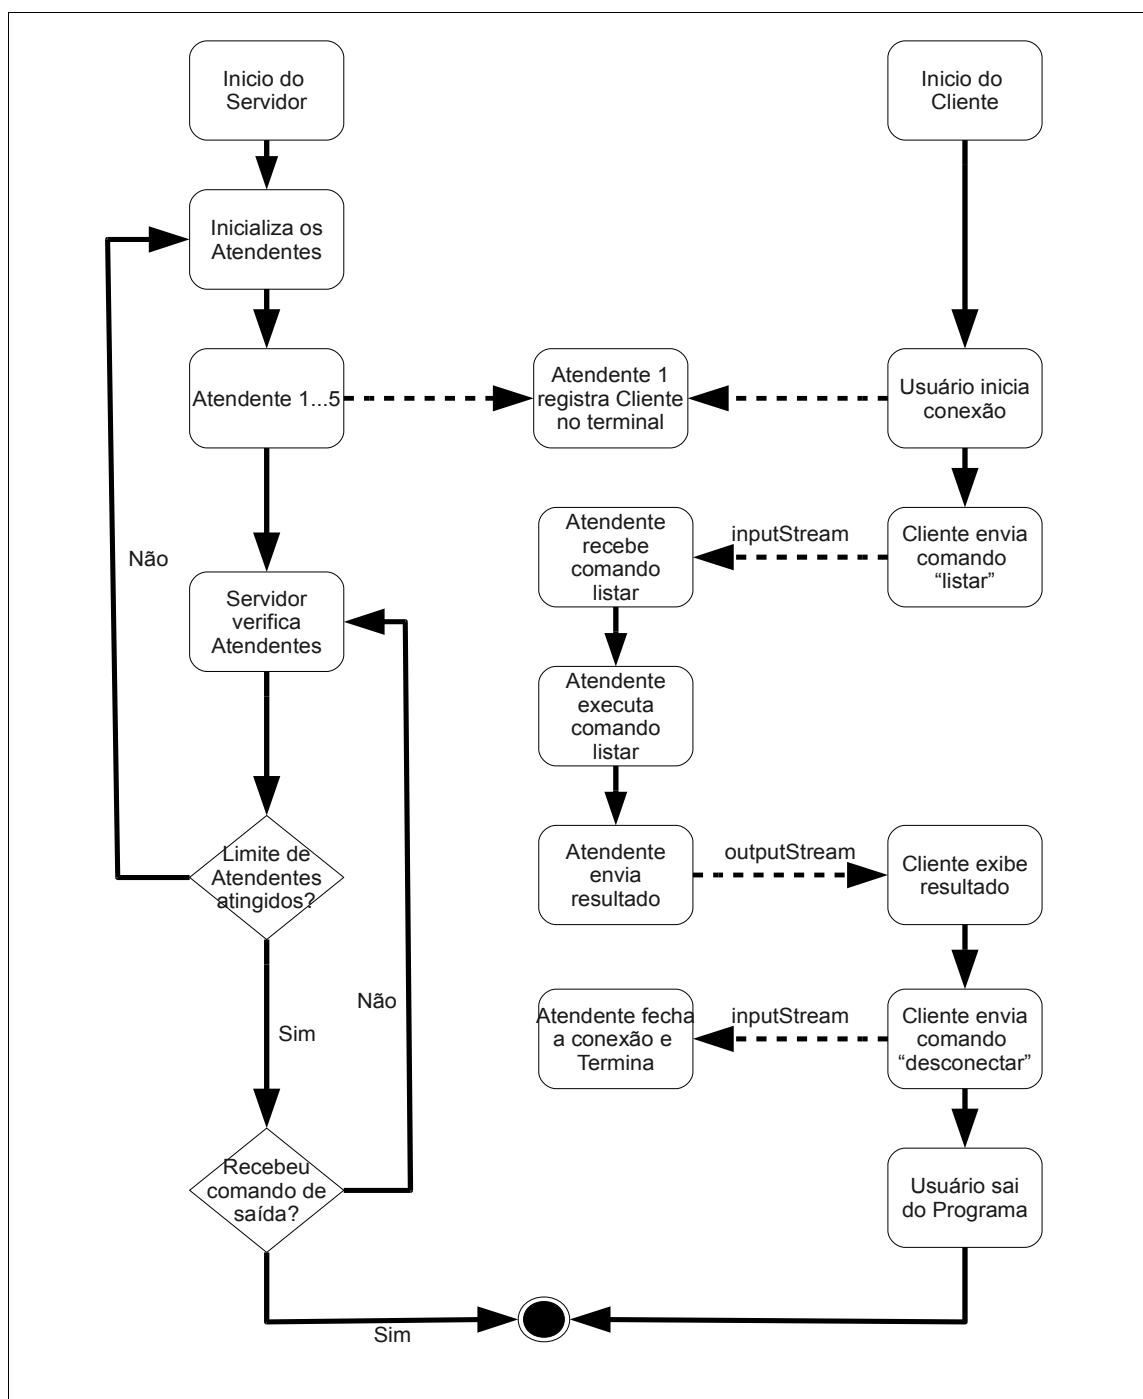 Inicio do
Servidor
Inicio do
Cliente
Inicializa os
Atendentes
Atendente 1...5
Atendente 1
registra Cliente
no terminal
Usuário inicia
conexão
Não
Atendente
recebe
comando
listar
inputStream
Cliente envia
comando
“listar”
Servidor
verifica
Atendentes
Atendente
executa
comando
listar
Limite de
Atendentes
atingidos?
Atendente
envia
resultado
outputStream
Cliente exibe
resultado
Não
Sim
Atendente fecha
a conexão e
Termina
inputStream
Cliente envia
comando
“desconectar”
Recebeu
comando de
saída?
Usuário sai
do Programa
Sim